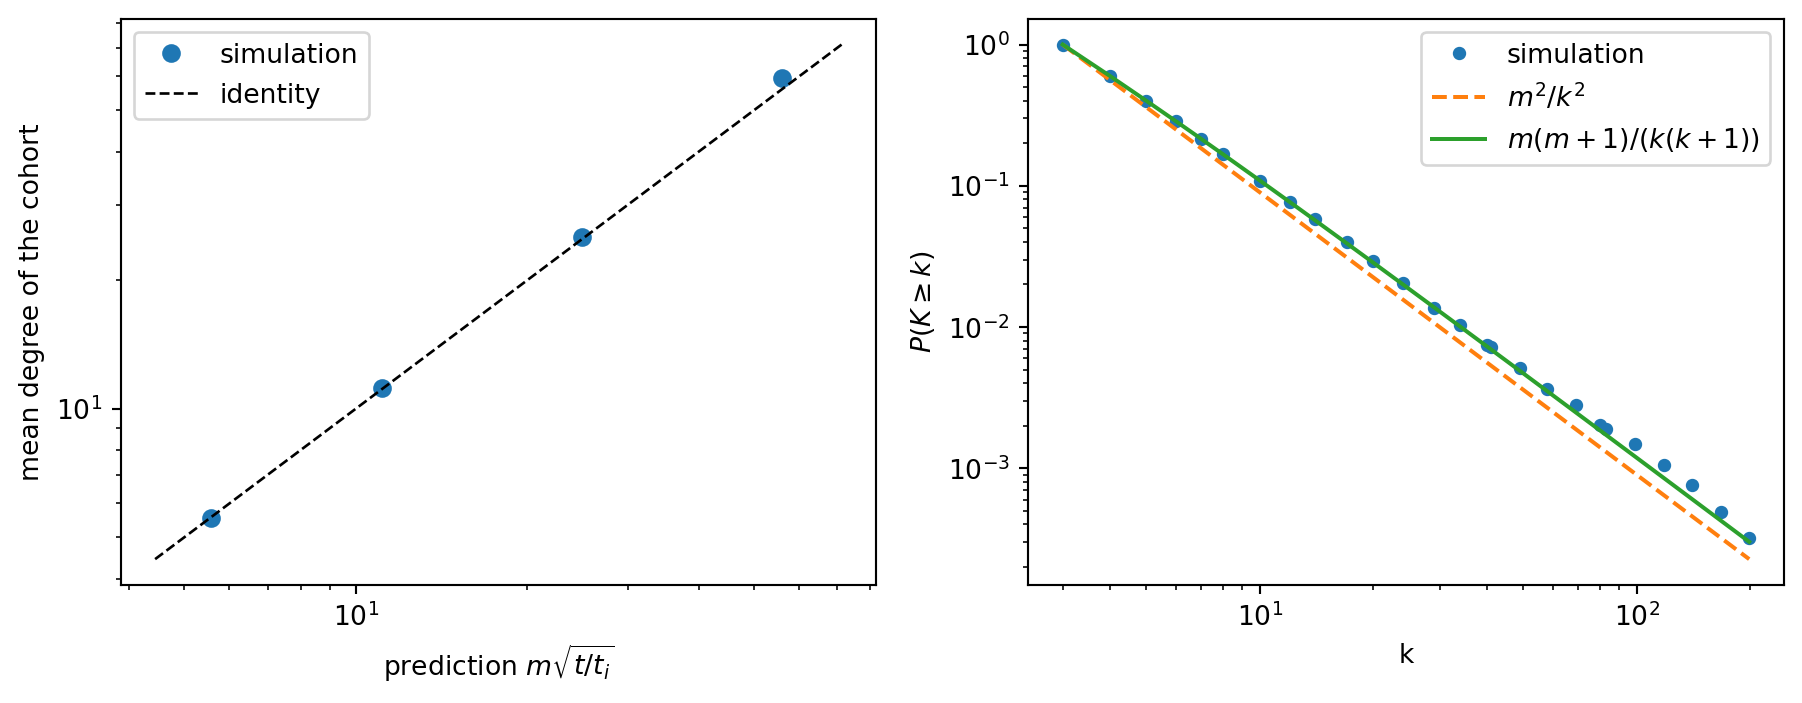 simulation
identity
mean degree of the cohort
10¹
10¹
prediction m√t/tᵢ
simulation
m²/k²
m(m + 1)/(k(k + 1))
P(K ≥ k)
10⁰
10⁻¹
10⁻²
10⁻³
10¹
10²
k